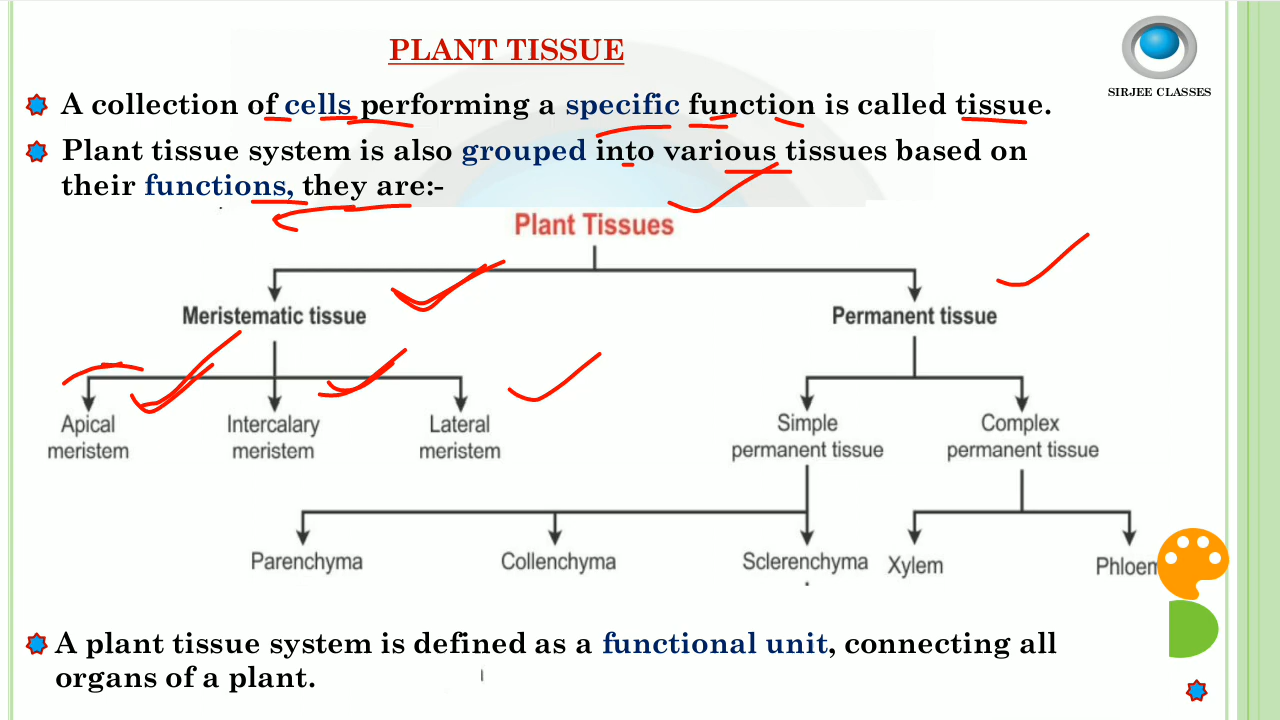 PLANT TISSUE
SIRJEE CLASSES
A collection of cells performing a specific function is called tissue.
Plant tissue system is also grouped into various tissues based on
their functions, they are:-
Plant Tissues
Meristematic tissue
Permanent tissue
Apical
meristem
Intercalary
meristem
Lateral
meristem
Simple
permanent tissue
Complex
permanent tissue
Parenchyma
Collenchyma
Sclerenchyma
Xylem
Phloem
A plant tissue system is defined as a functional unit, connecting all
organs of a plant.